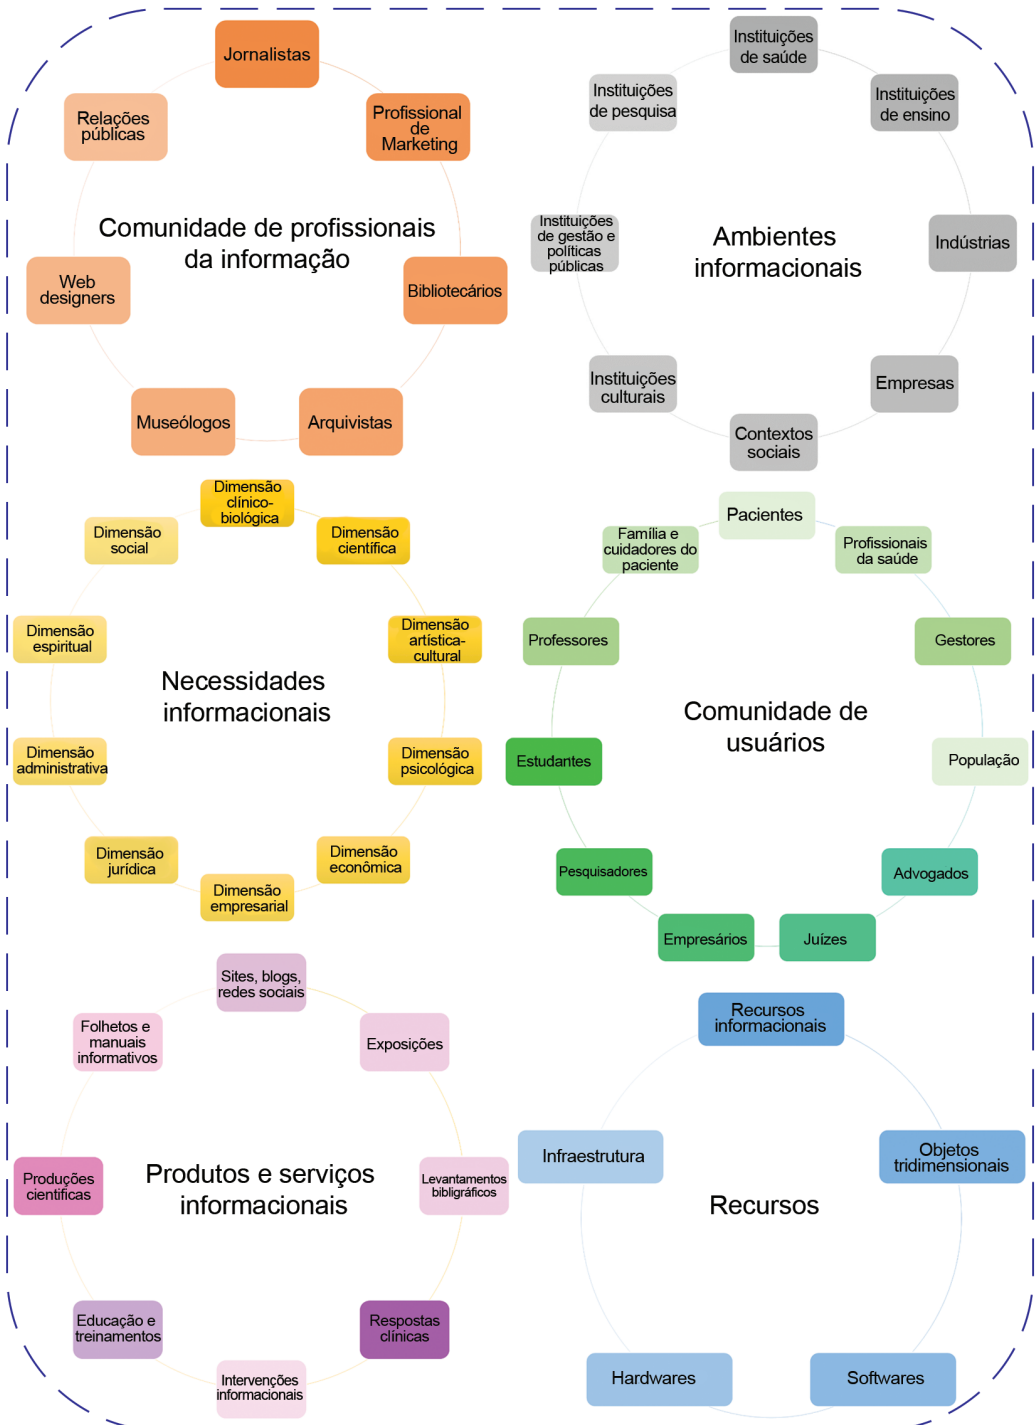 Jornalistas
Profissional
de
Marketing
Bibliotecários
Arquivistas
Museólogos
Web
designers
Relações
públicas
Comunidade de profissionais
da informação
Instituições
de saúde
Instituições
de ensino
Indústrias
Empresas
Contextos
sociais
Instituições
culturais
Instituições
de gestão e
políticas
públicas
Instituições
de pesquisa
Ambientes
informacionais
Dimensão
clínico-
biológica
Dimensão
científica
Dimensão
artística-
cultural
Dimensão
psicológica
Dimensão
econômica
Dimensão
empresarial
Dimensão
jurídica
Dimensão
administrativa
Dimensão
espiritual
Dimensão
social
Necessidades
informacionais
Pacientes
Profissionais
da saúde
Gestores
População
Advogados
Juízes
Empresários
Pesquisadores
Estudantes
Professores
Família e
cuidadores do
paciente
Comunidade de
usuários
Sites, blogs,
redes sociais
Exposições
Levantamentos
bibligráficos
Respostas
clínicas
Intervenções
informacionais
Educação e
treinamentos
Produções
cientificas
Folhetos e
manuais
informativos
Produtos e serviços
informacionais
Recursos
informacionais
Objetos
tridimensionais
Softwares
Hardwares
Infraestrutura
Recursos